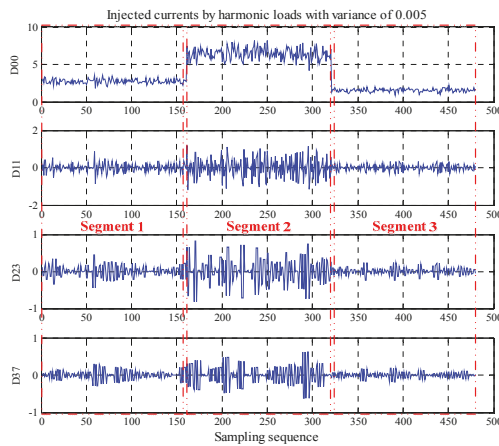 Injected currents by harmonic loads with variance of 0.005
10
5
0
D00
0 50 100 150 200 250 300 350 400 450 500
2
0
-2
D11
0 50 100 150 200 250 300 350 400 450 500
Segment 1 Segment 2 Segment 3
1
0
-1
D23
0 50 100 150 200 250 300 350 400 450 500
1
0
-1
D37
0 50 100 150 200 250 300 350 400 450 500
Sampling sequence